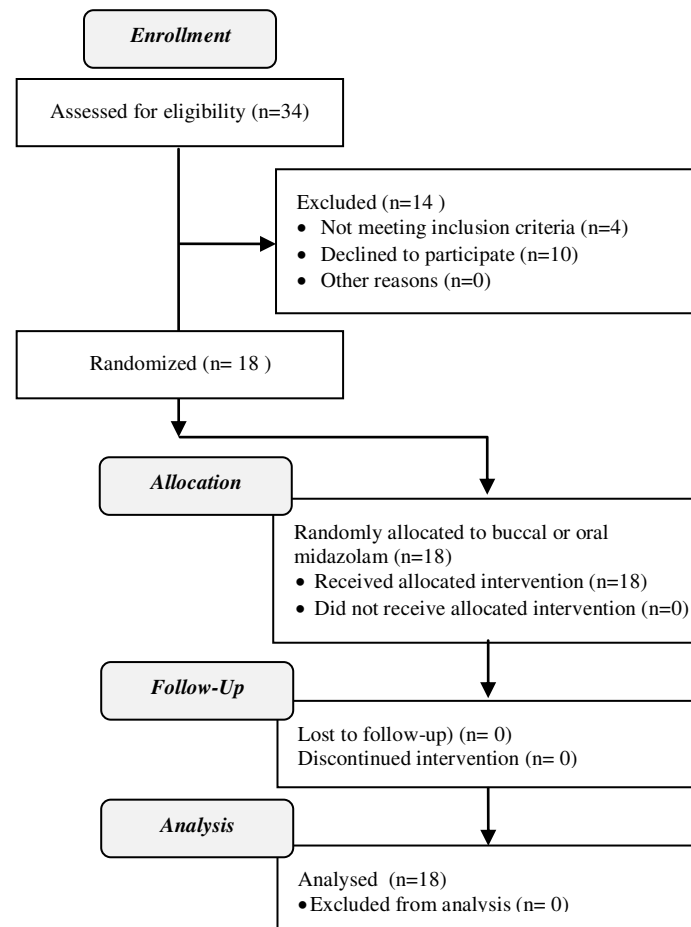 Enrollment
Assessed for eligibility (n=34)
Excluded (n=14 )
• Not meeting inclusion criteria (n=4)
• Declined to participate (n=10)
• Other reasons (n=0)
Randomized (n= 18 )
Allocation
Randomly allocated to buccal or oral
midazolam (n=18)
• Received allocated intervention (n=18)
• Did not receive allocated intervention (n=0)
Follow-Up
Lost to follow-up) (n= 0)
Discontinued intervention (n= 0)
Analysis
Analysed (n=18)
•Excluded from analysis (n= 0)